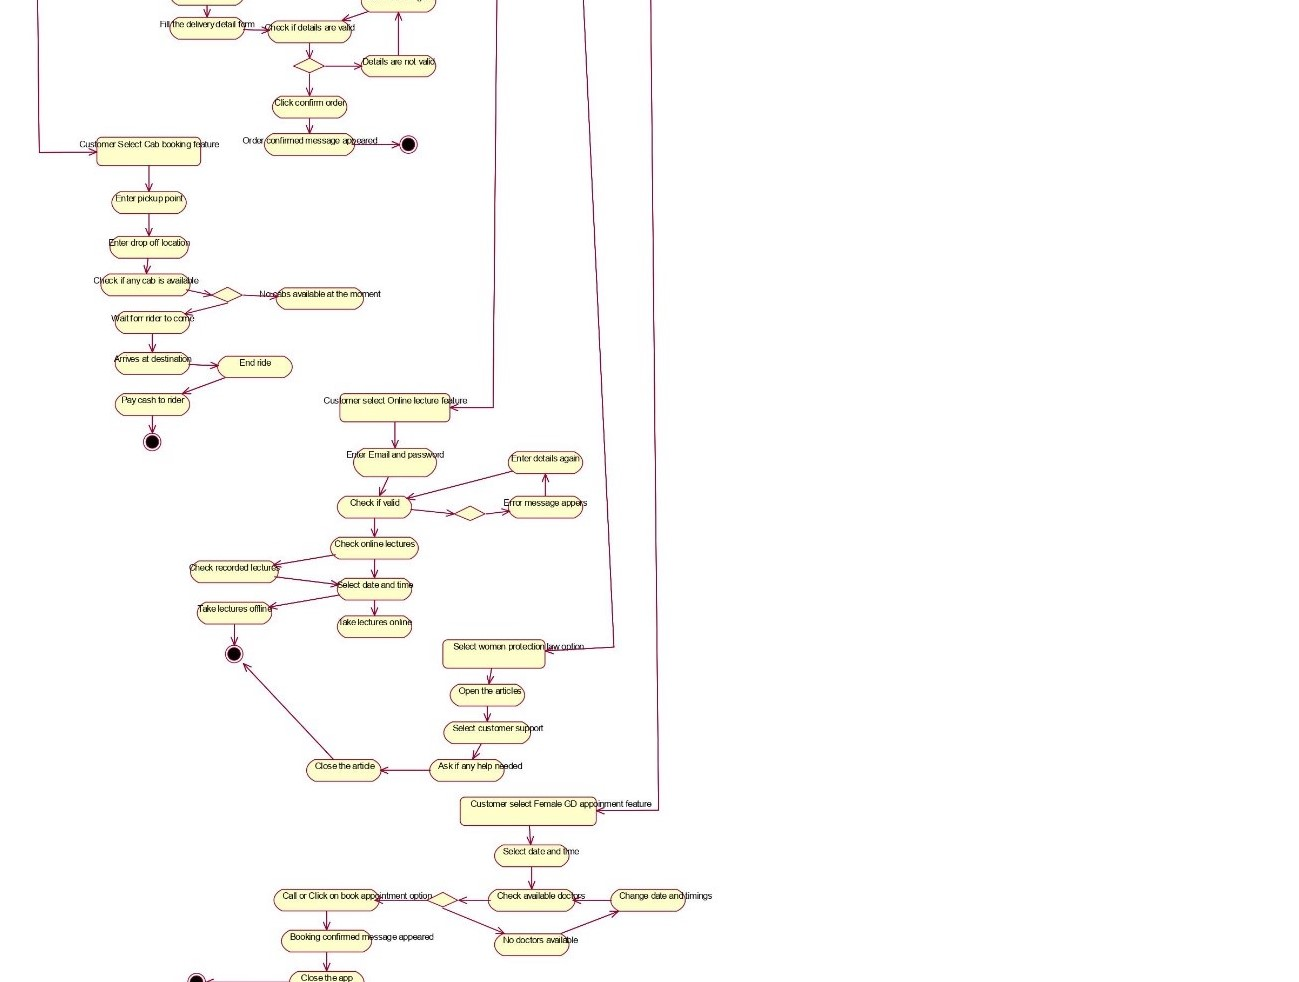 Fill the delivery detail form
Check if details are valid
Details are not valid
Click confirm order
Order confirmed message appeared
Customer Select Cab booking feature
Enter pickup point
Enter drop off location
Check if any cab is available
No cabs available at the moment
Wait forr rider to come
Arrives at destination
End ride
Pay cash to rider
Customer select Online lecture feature
Enter Email and password
Enter details again
Check if valid
Error message appers
Check online lectures
Check recorded lectures
Select date and time
Take lectures offline
Take lectures online
Select women protection law option
Open the articles
Select customer support
Close the article
Ask if any help needed
Customer select Female GD appoinment feature
Select date and time
Call or Click on book appointment option
Check available doctors
Change date and timings
Booking confirmed message appeared
No doctors available
Close the app